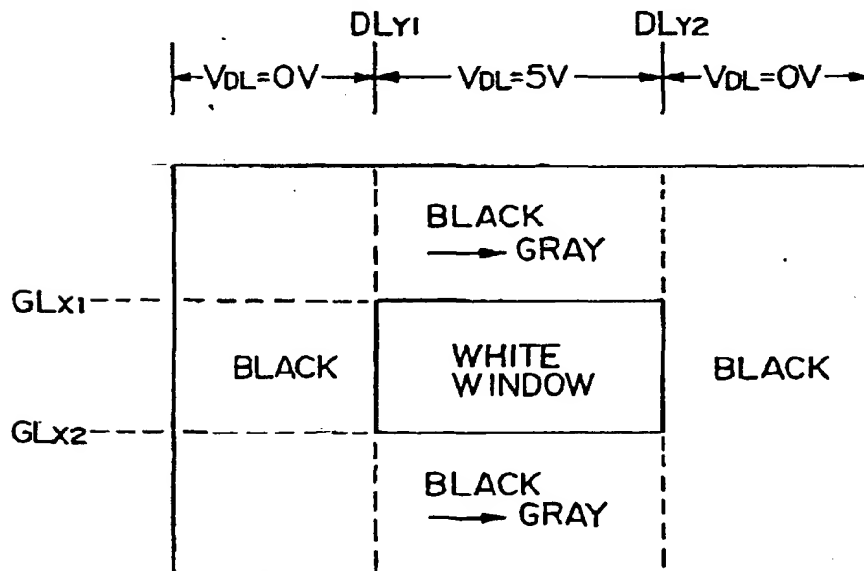 DLY1 DLY2
VDL=0V VDL=5V VDL=0V
BLACK
GRAY
GLX1
BLACK WHITE WINDOW BLACK
GLX2
BLACK
GRAY